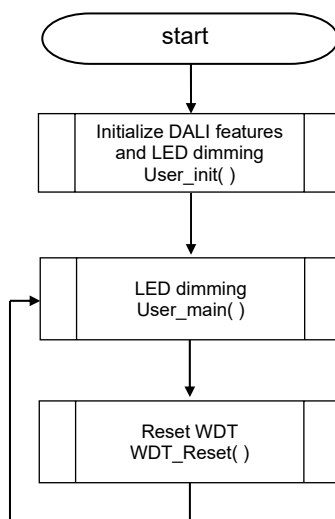 start
Initialize DALI features
and LED dimming
User_init( )
LED dimming
User_main( )
Reset WDT
WDT_Reset( )